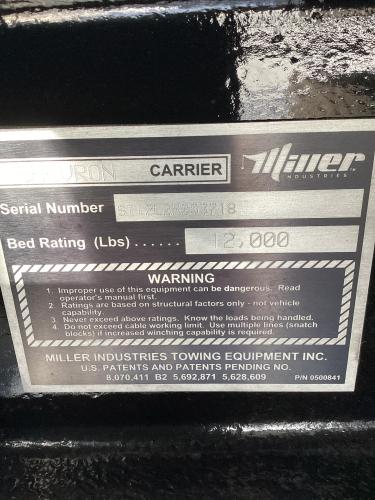 CARRIER Miller
INDUSTRIES
Serial Number
Bed Rating (Lbs)...... 12,000
WARNING
1. Improper use of this equipment can be dangerous. Read
operator's manual first.
2. Ratings are based on structural factors only - not vehicle
capability.
3. Never exceed above ratings. Know the loads being handled.
4. Do not exceed cable working limit. Use multiple lines (snatch
blocks) if increased winching capability is required.
MILLER INDUSTRIES TOWING EQUIPMENT INC.
U.S. PATENTS AND PATENTS PENDING NO.
8,070,411 B2 5,692,871 5,628,609 P/N 0500841